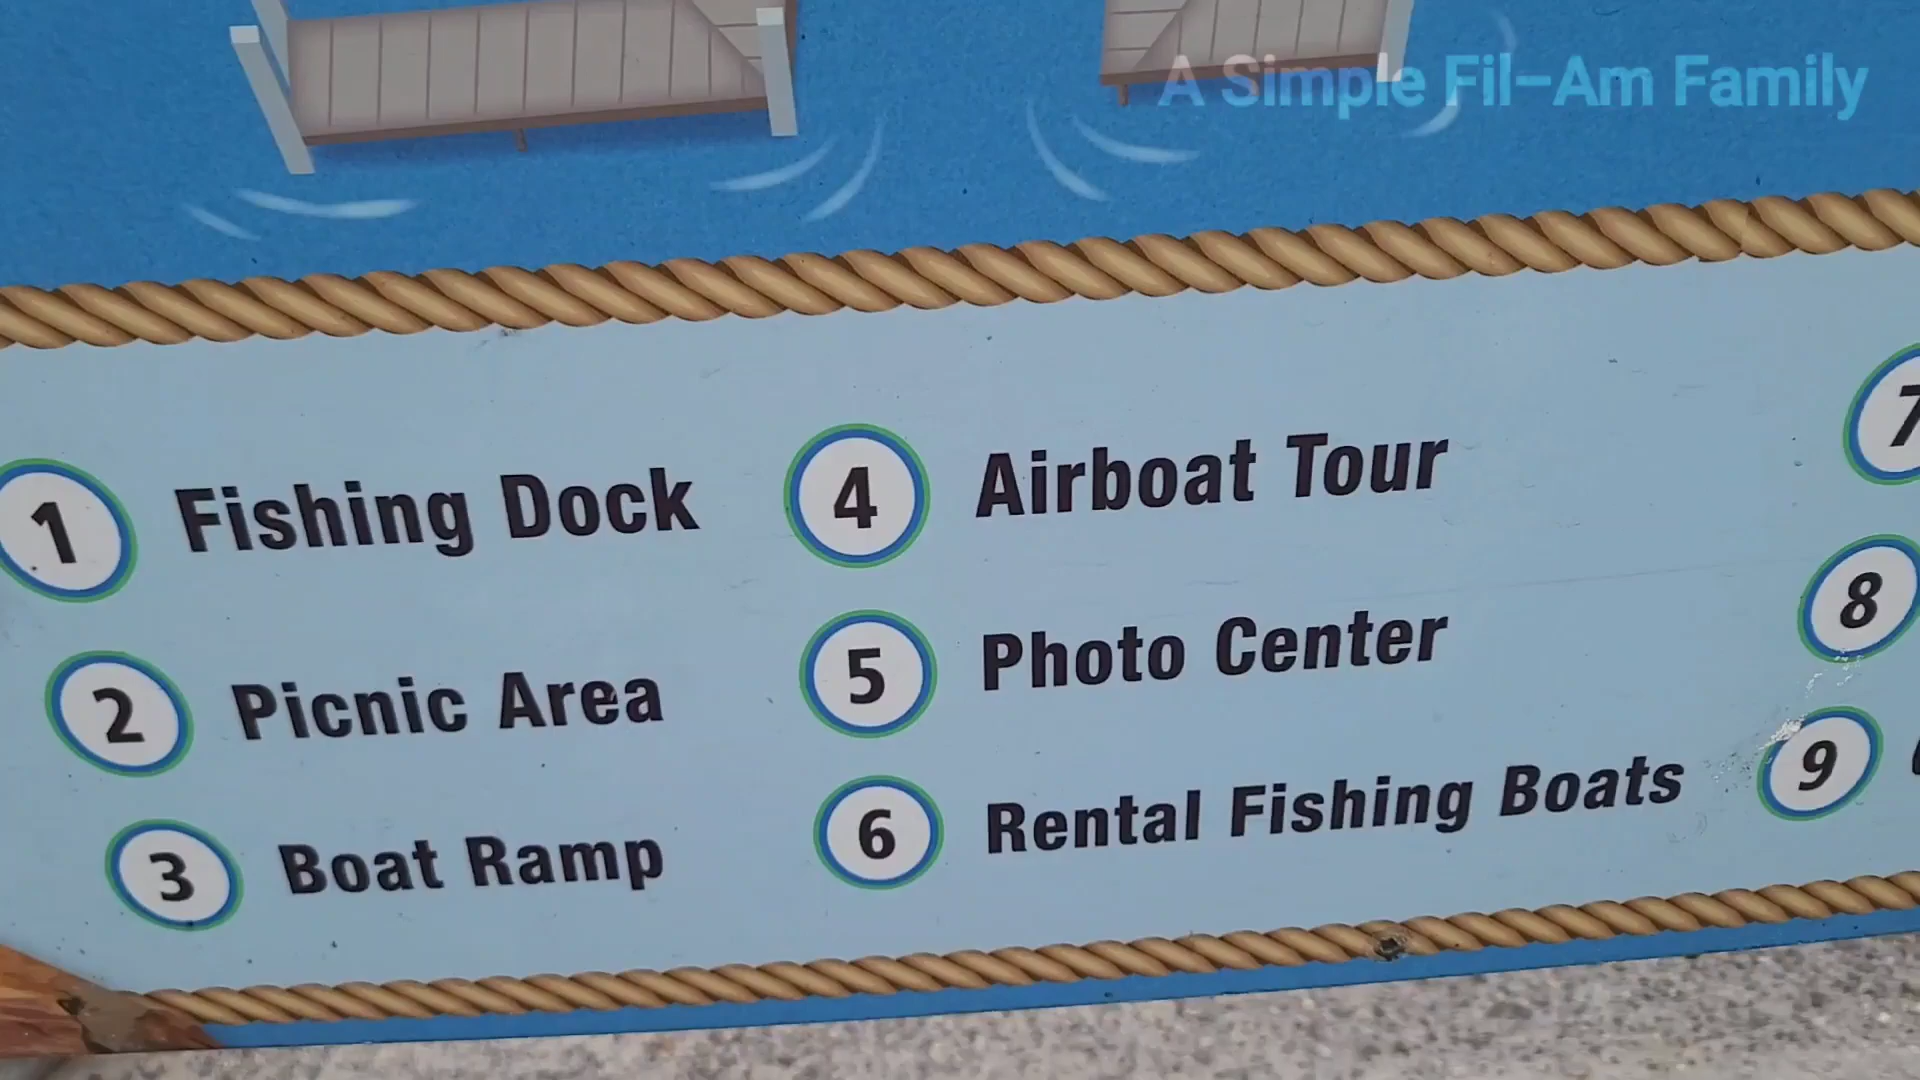 A Simple Fil-Am Family
1 Fishing Dock
2 Picnic Area
3 Boat Ramp
4 Airboat Tour
5 Photo Center
6 Rental Fishing Boats
7
8
9